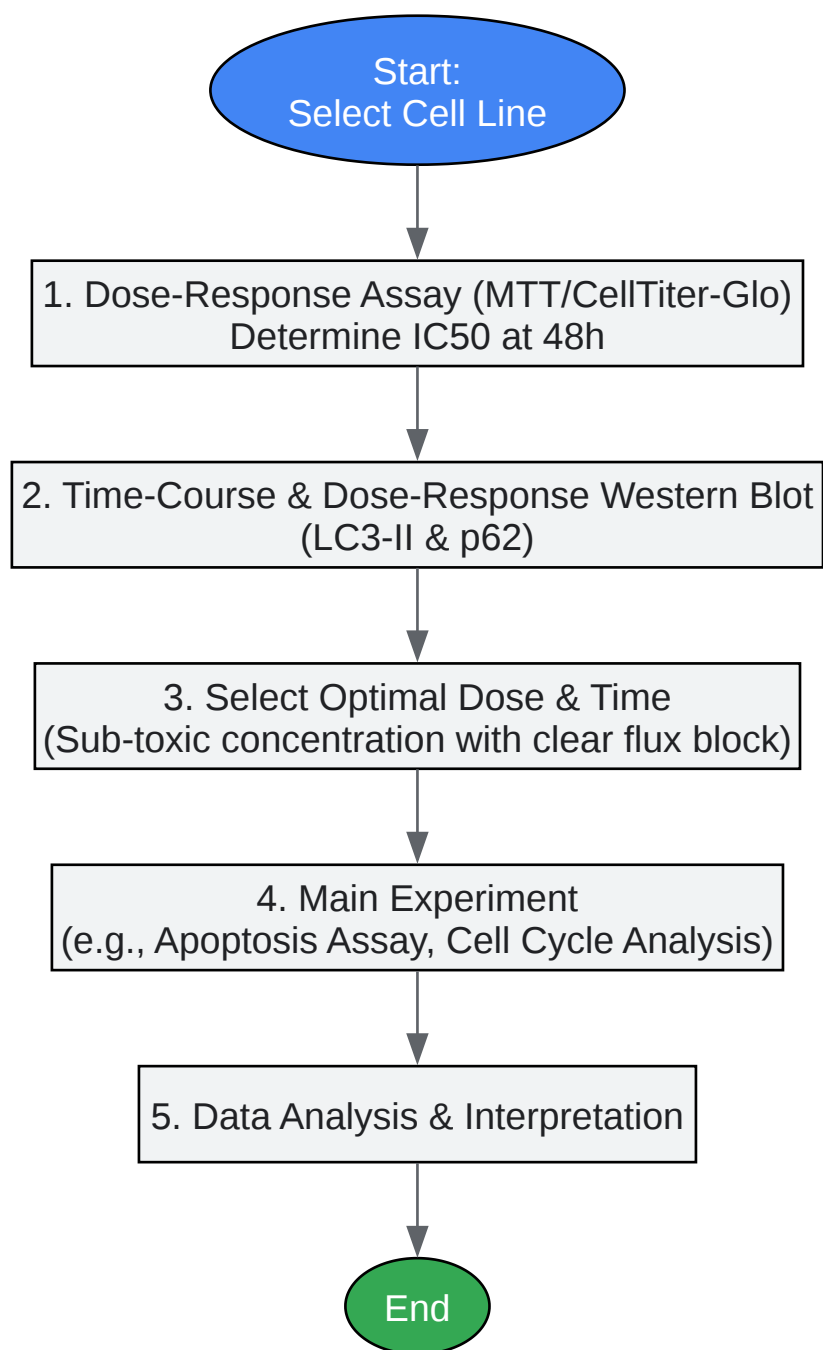 Start:
Select Cell Line
1. Dose-Response Assay (MTT/CellTiter-Glo)
Determine IC50 at 48h
2. Time-Course & Dose-Response Western Blot
(LC3-II & p62)
3. Select Optimal Dose & Time
(Sub-toxic concentration with clear flux block)
4. Main Experiment
(e.g., Apoptosis Assay, Cell Cycle Analysis)
5. Data Analysis & Interpretation
End